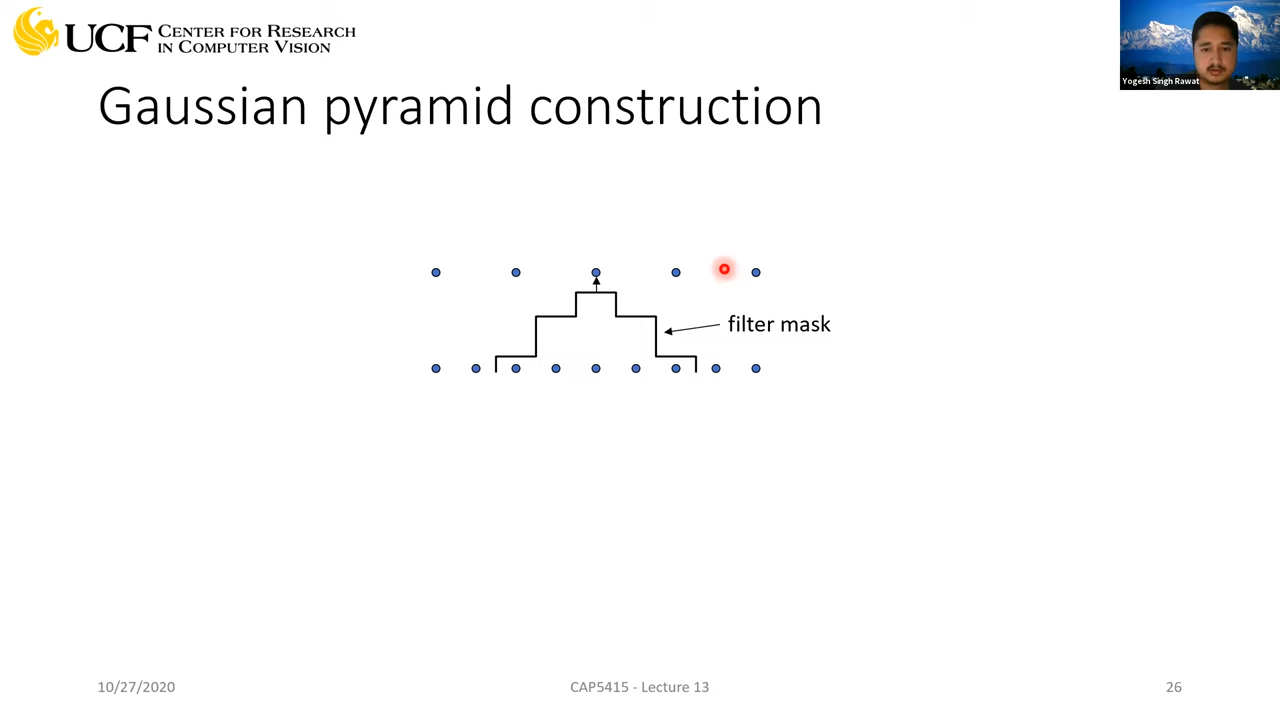 UCF CENTER FOR RESEARCH
IN COMPUTER VISION
Yogesh Singh Rawat
Gaussian pyramid construction
filter mask
10/27/2020
CAP5415 - Lecture 13
26